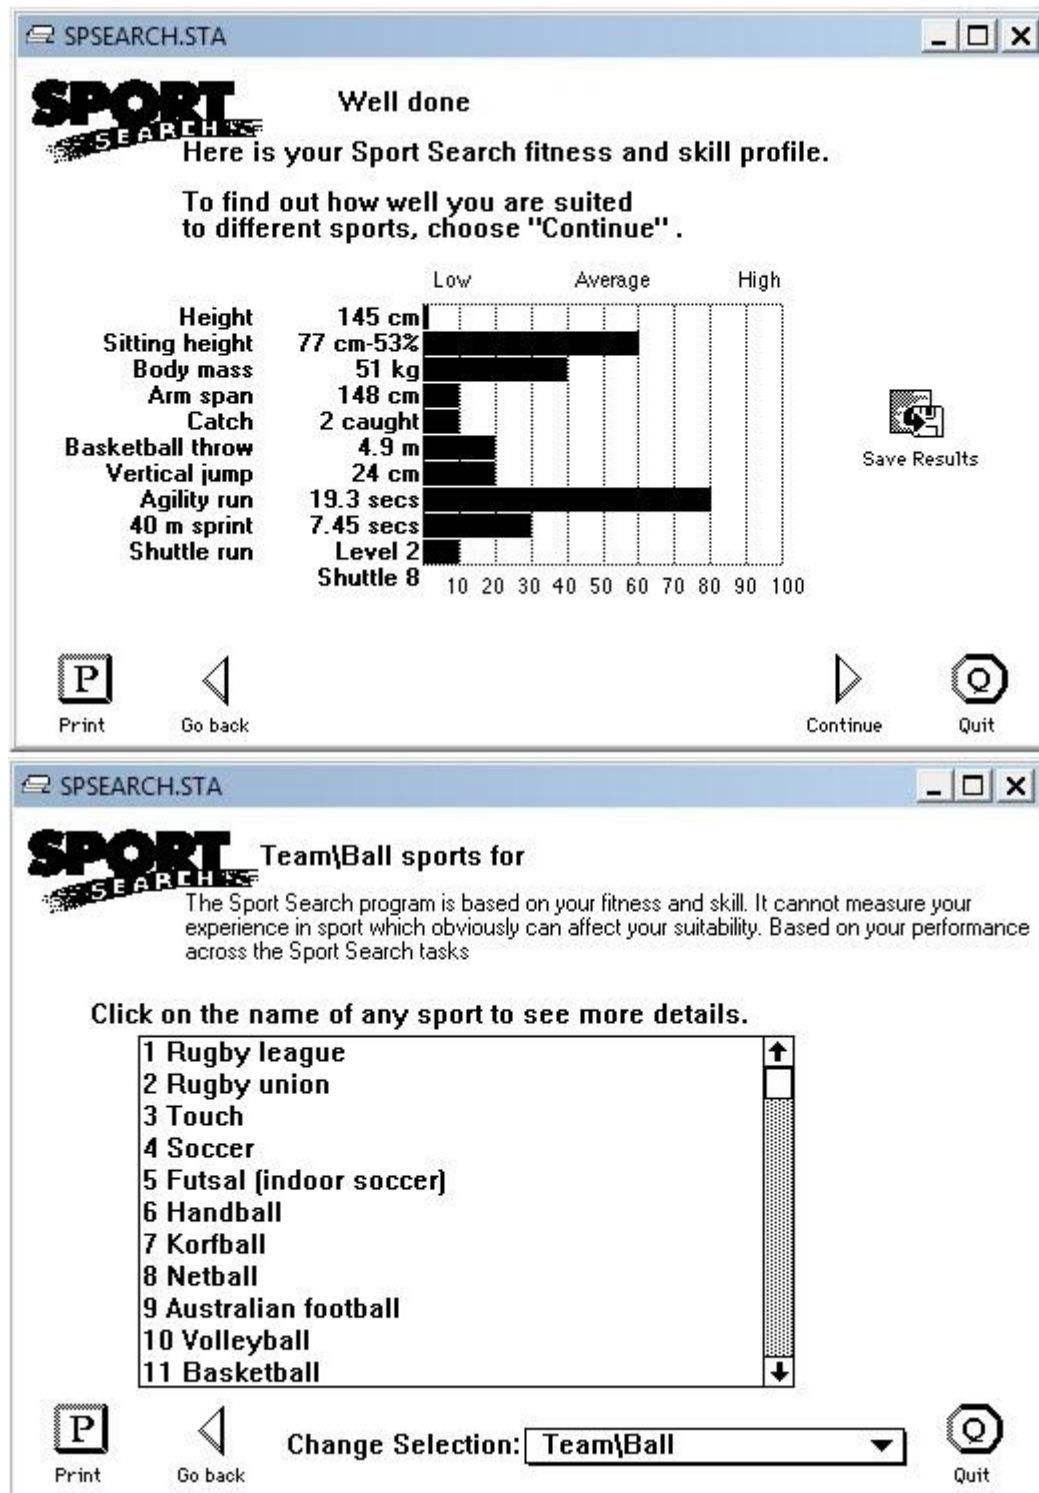 SPSEARCH.STA
SPORT
SEARCH
Well done
Here is your Sport Search fitness and skill profile.
To find out how well you are suited
to different sports, choose "Continue" .
Low Average High
Height 145 cm
Sitting height 77 cm-53%
Body mass 51 kg
Arm span 148 cm
Catch 2 caught
Basketball throw 4.9 m
Vertical jump 24 cm
Agility run 19.3 secs
40 m sprint 7.45 secs
Shuttle run Level 2
Shuttle 8
10 20 30 40 50 60 70 80 90 100
Save Results
P
Print
Go back
Continue
Q
Quit
SPSEARCH.STA
SPORT
SEARCH
Team\Ball sports for
The Sport Search program is based on your fitness and skill. It cannot measure your
experience in sport which obviously can affect your suitability. Based on your performance
across the Sport Search tasks
Click on the name of any sport to see more details.
1 Rugby league
2 Rugby union
3 Touch
4 Soccer
5 Futsal (indoor soccer)
6 Handball
7 Korfball
8 Netball
9 Australian football
10 Volleyball
11 Basketball
P
Print
Go back
Change Selection: Team\Ball
Q
Quit